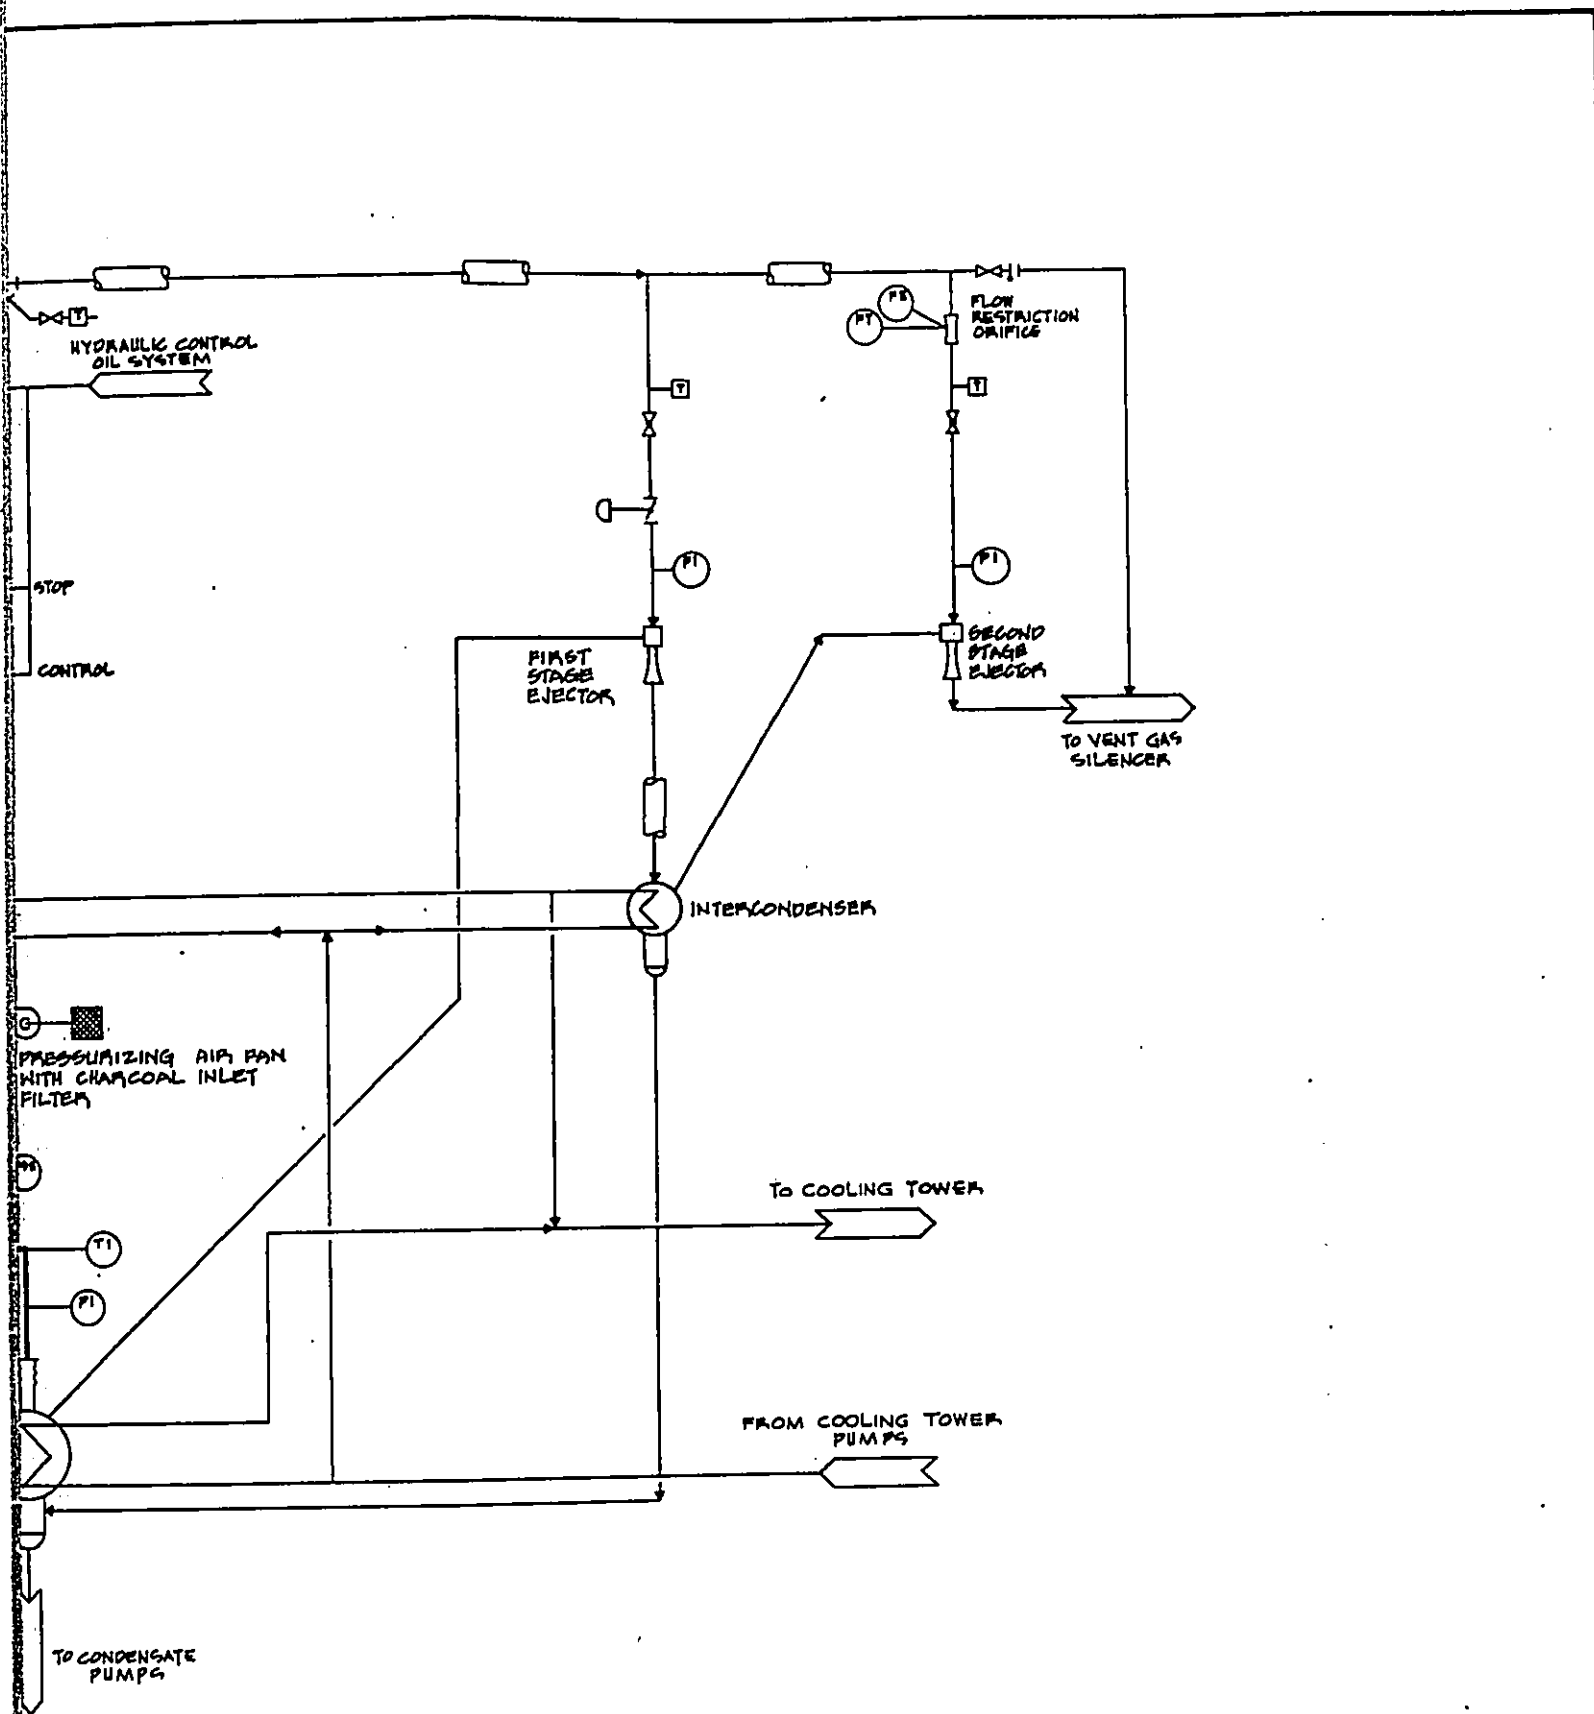 FE
FT
FLOW
RESTRICTION
ORIFICE
T
HYDRAULIC CONTROL
OIL SYSTEM
T
T
STOP
CONTROL
PI
PI
FIRST
STAGE
EJECTOR
SECOND
STAGE
EJECTOR
TO VENT GAS
SILENCER
INTERCONDENSER
PRESSURIZING AIR FAN
WITH CHARCOAL INLET
FILTER
TO COOLING TOWER
TI
PI
FROM COOLING TOWER
PUMPS
TO CONDENSATE
PUMPS